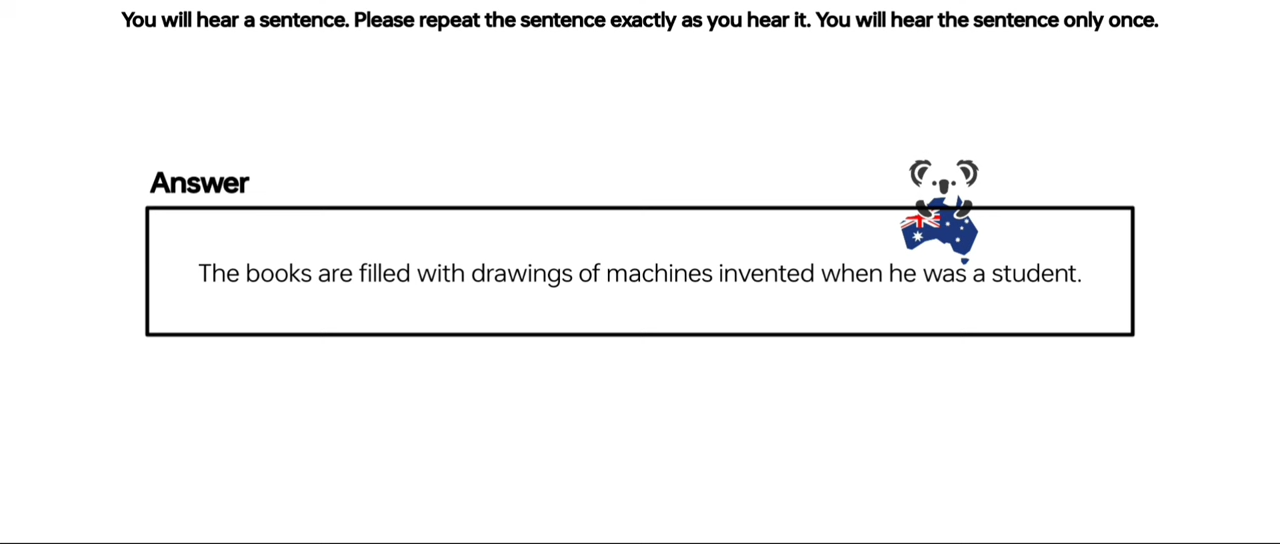 You will hear a sentence. Please repeat the sentence exactly as you hear it. You will hear the sentence only once.
Answer
The books are filled with drawings of machines invented when he was a student.